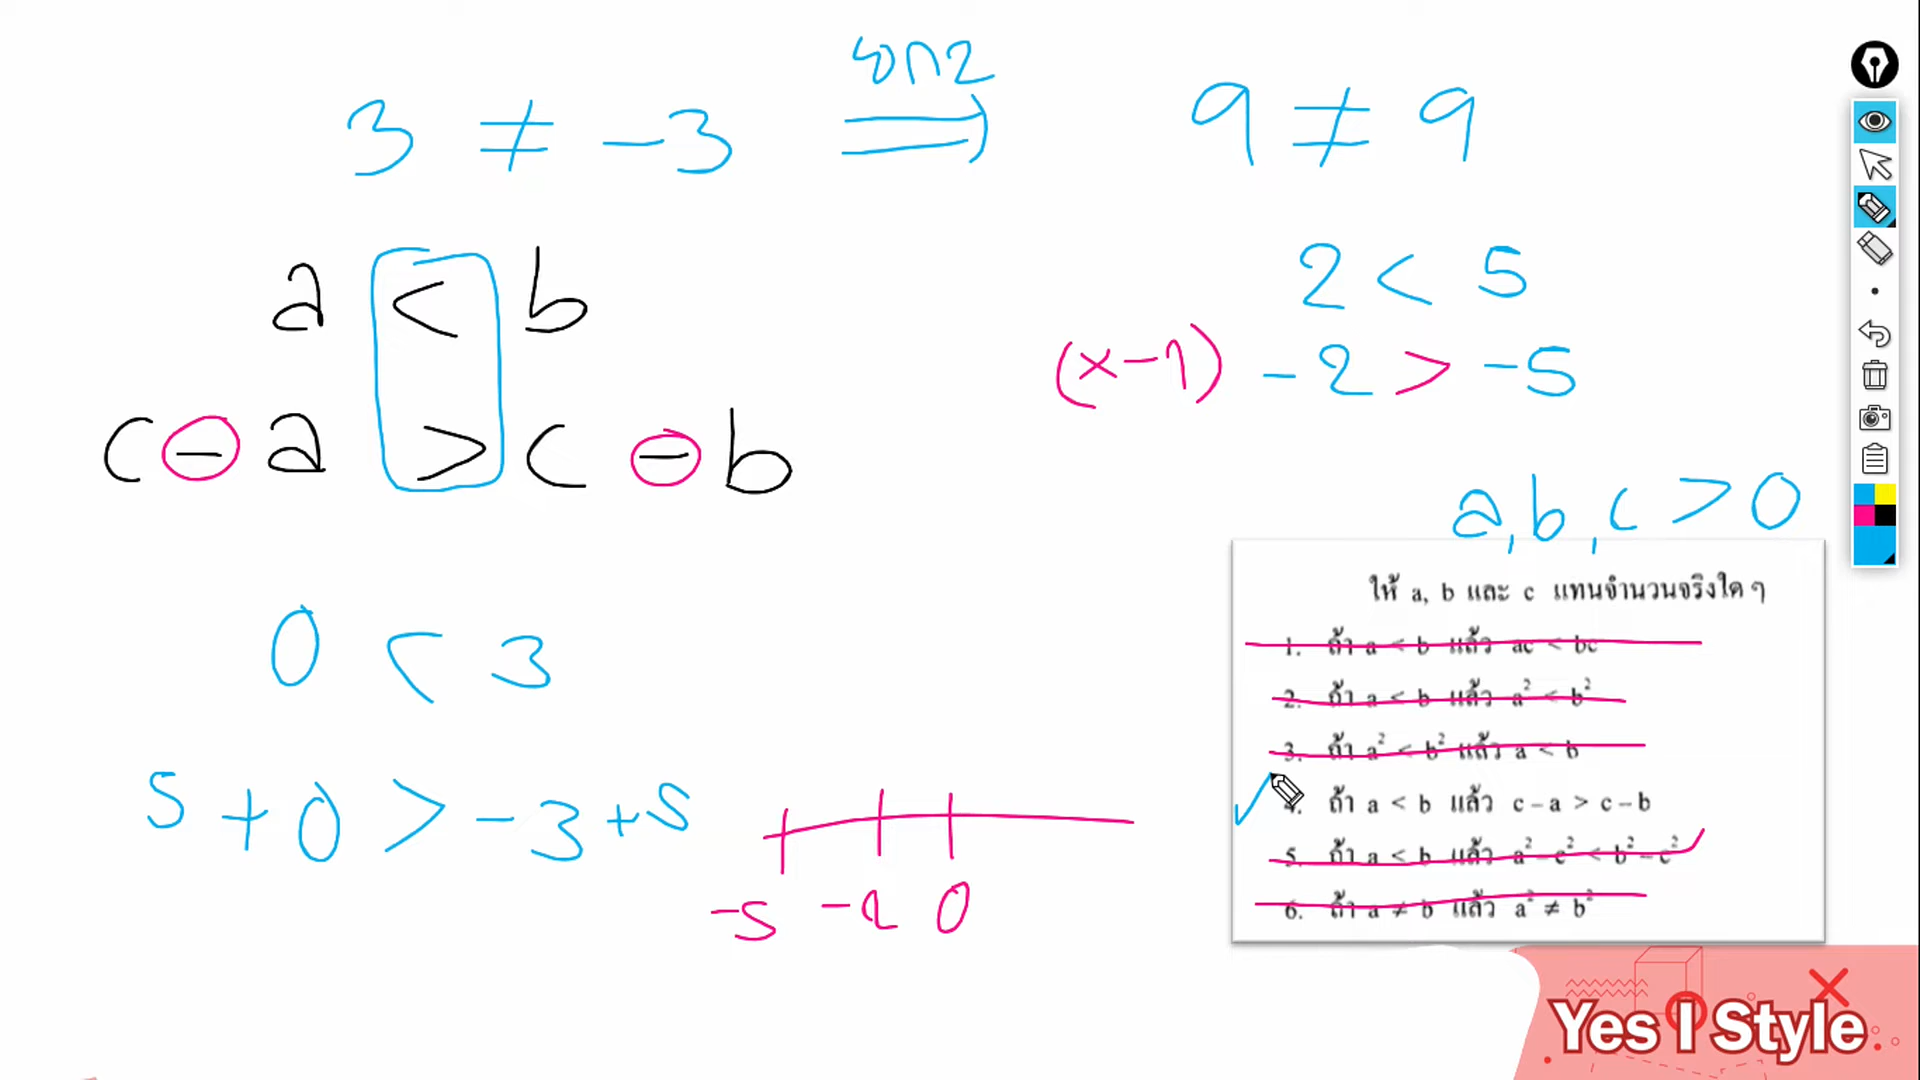 3 ≠ -3 ยก2 ⇒ 9 ≠ 9
a < b
2 < 5
(x-1) -2 > -5
c - a > c - b
a, b, c > 0
ให้ a, b และ c แทนจำนวนจริงใด ๆ
1. ถ้า a < b แล้ว ac < bc
2. ถ้า a < b แล้ว a² < b²
3. ถ้า a² < b² แล้ว a < b
4. ถ้า a < b แล้ว c - a > c - b
5. ถ้า a < b แล้ว a² - c² < b² - c²
6. ถ้า a ≠ b แล้ว a² ≠ b²
0 < 3
5 + 0 > -3 + 5
-5 -2 0
Yes I Style